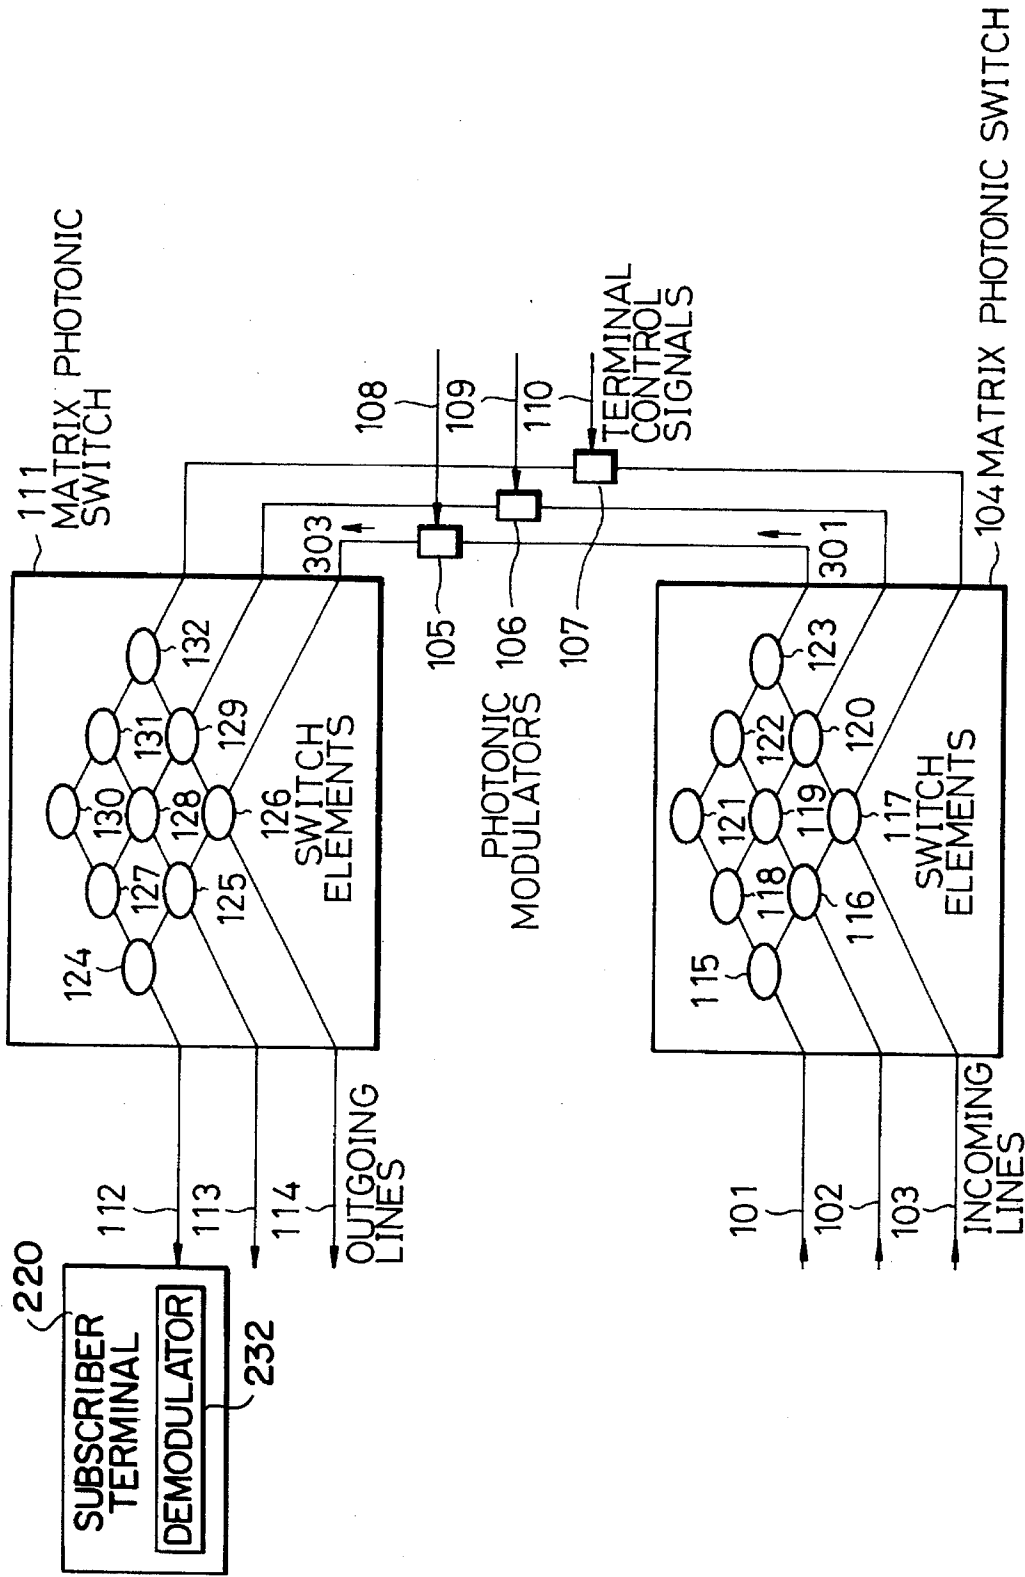 220
SUBSCRIBER
TERMINAL
DEMODULATOR
232
112
113
114
OUTGOING
LINES
111
MATRIX PHOTONIC
SWITCH
124
127
125
130
128
126
131
129
132
SWITCH
ELEMENTS
303
108
109
110
TERMINAL
CONTROL
SIGNALS
105
106
107
PHOTONIC
MODULATORS
301
101
102
103
INCOMING
LINES
115
118
116
121
119
117
122
120
123
SWITCH
ELEMENTS
104 MATRIX PHOTONIC SWITCH